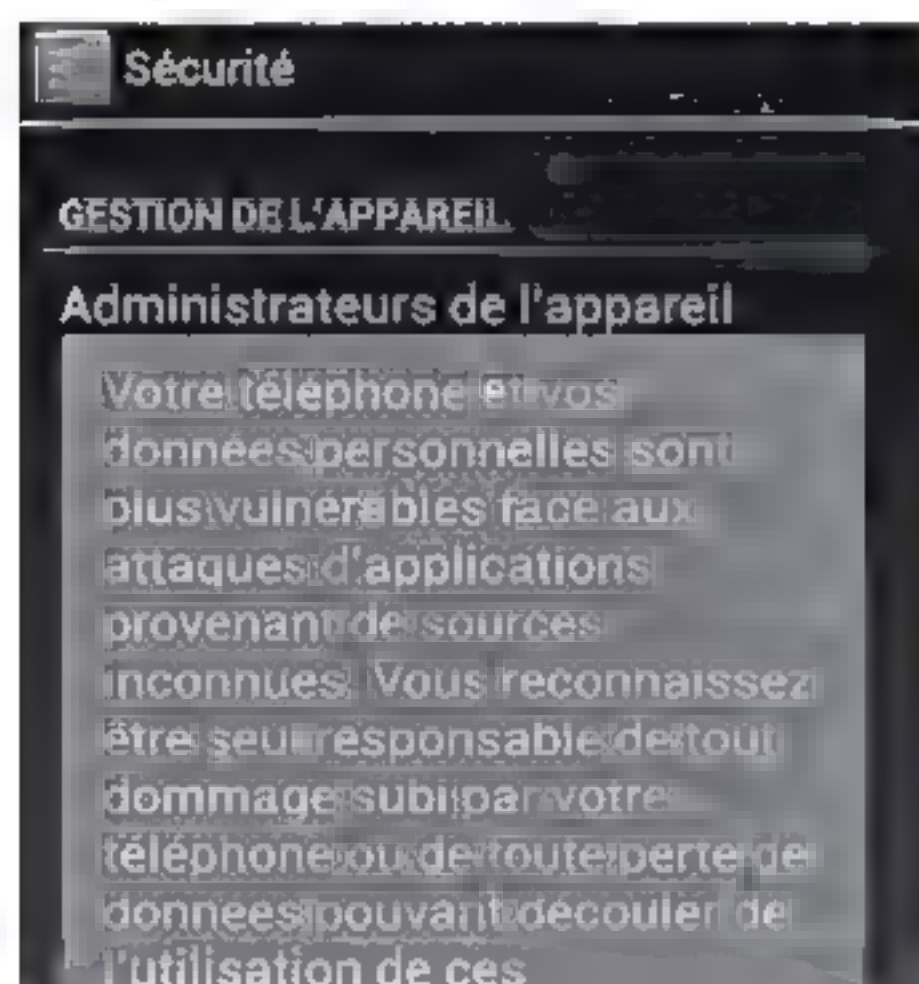 Sécurité
GESTION DE L'APPAREIL
Administrateurs de l'appareil
Votre téléphone et vos
données personnelles sont
plus vulnérables face aux
attaques d'applications
provenant de sources
inconnues. Vous reconnaissez
être seul responsable de tout
dommage subi par votre
téléphone ou de toute perte de
données pouvant découler de
l'utilisation de ces